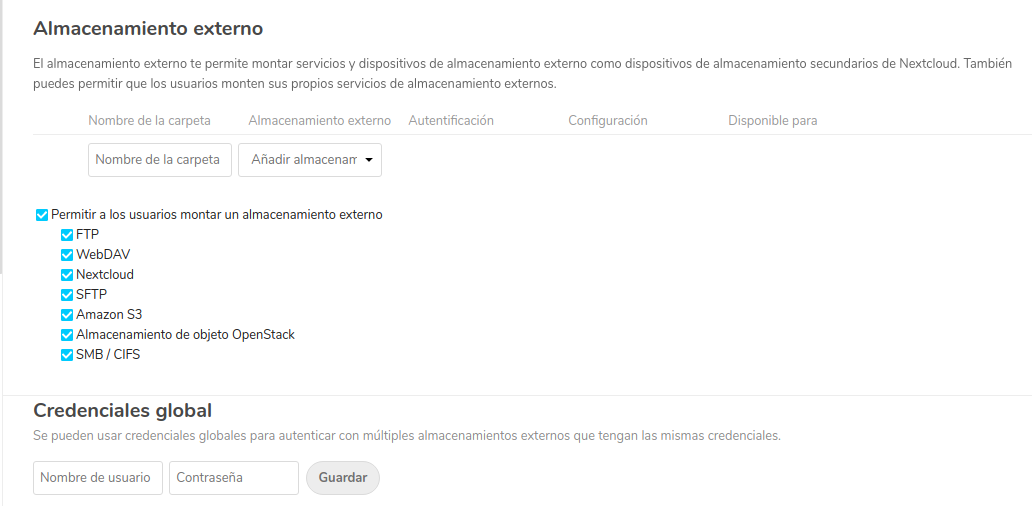 Almacenamiento externo
El almacenamiento externo te permite montar servicios y dispositivos de almacenamiento externo como dispositivos de almacenamiento secundarios de Nextcloud. También
puedes permitir que los usuarios monten sus propios servicios de almacenamiento externos.
Nombre de la carpeta Almacenamiento externo Autentificación Configuración Disponible para
Nombre de la carpeta Añadir almacenam
Permitir a los usuarios montar un almacenamiento externo
FTP
WebDAV
Nextcloud
SFTP
Amazon S3
Almacenamiento de objeto OpenStack
SMB / CIFS
Credenciales global
Se pueden usar credenciales globales para autenticar con múltiples almacenamientos externos que tengan las mismas credenciales.
Nombre de usuario Contraseña Guardar